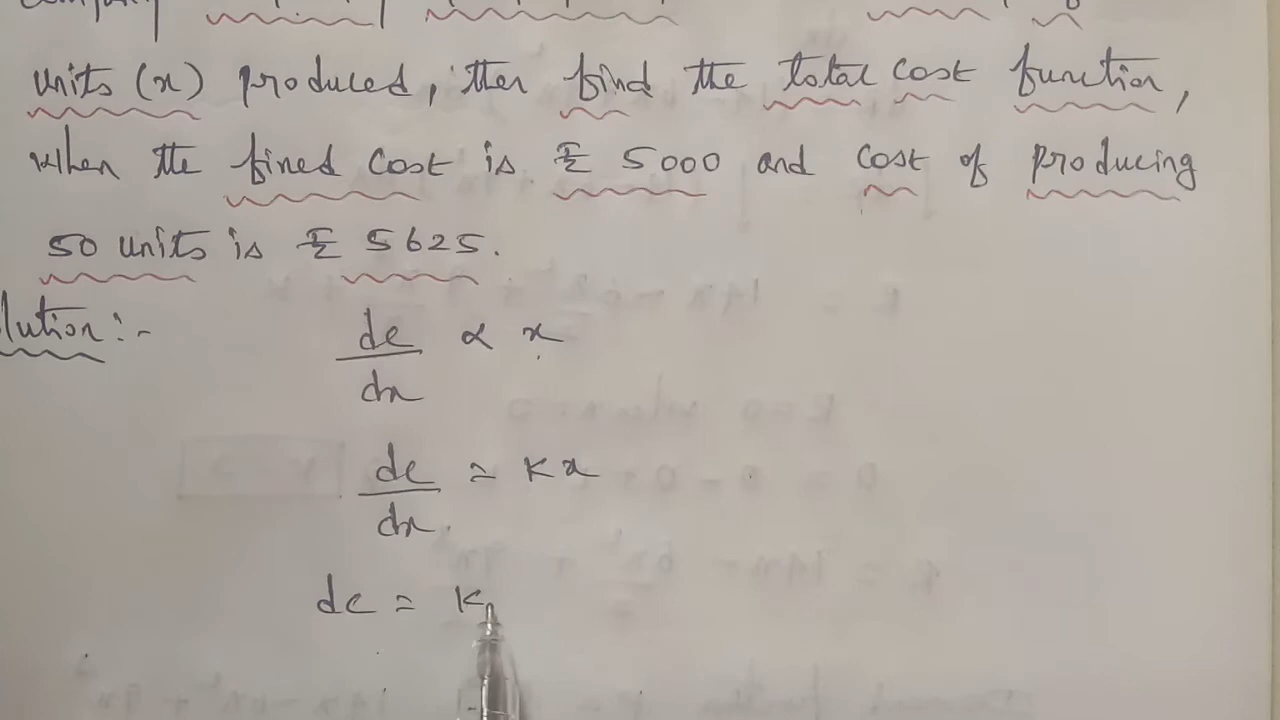 units (x) produced, then find the total cost function,
when the fixed cost is ₹ 5000 and cost of producing
50 units is ₹ 5625.
lution:-
dc/dx ∝ x
dc/dx = Kx
dc = K